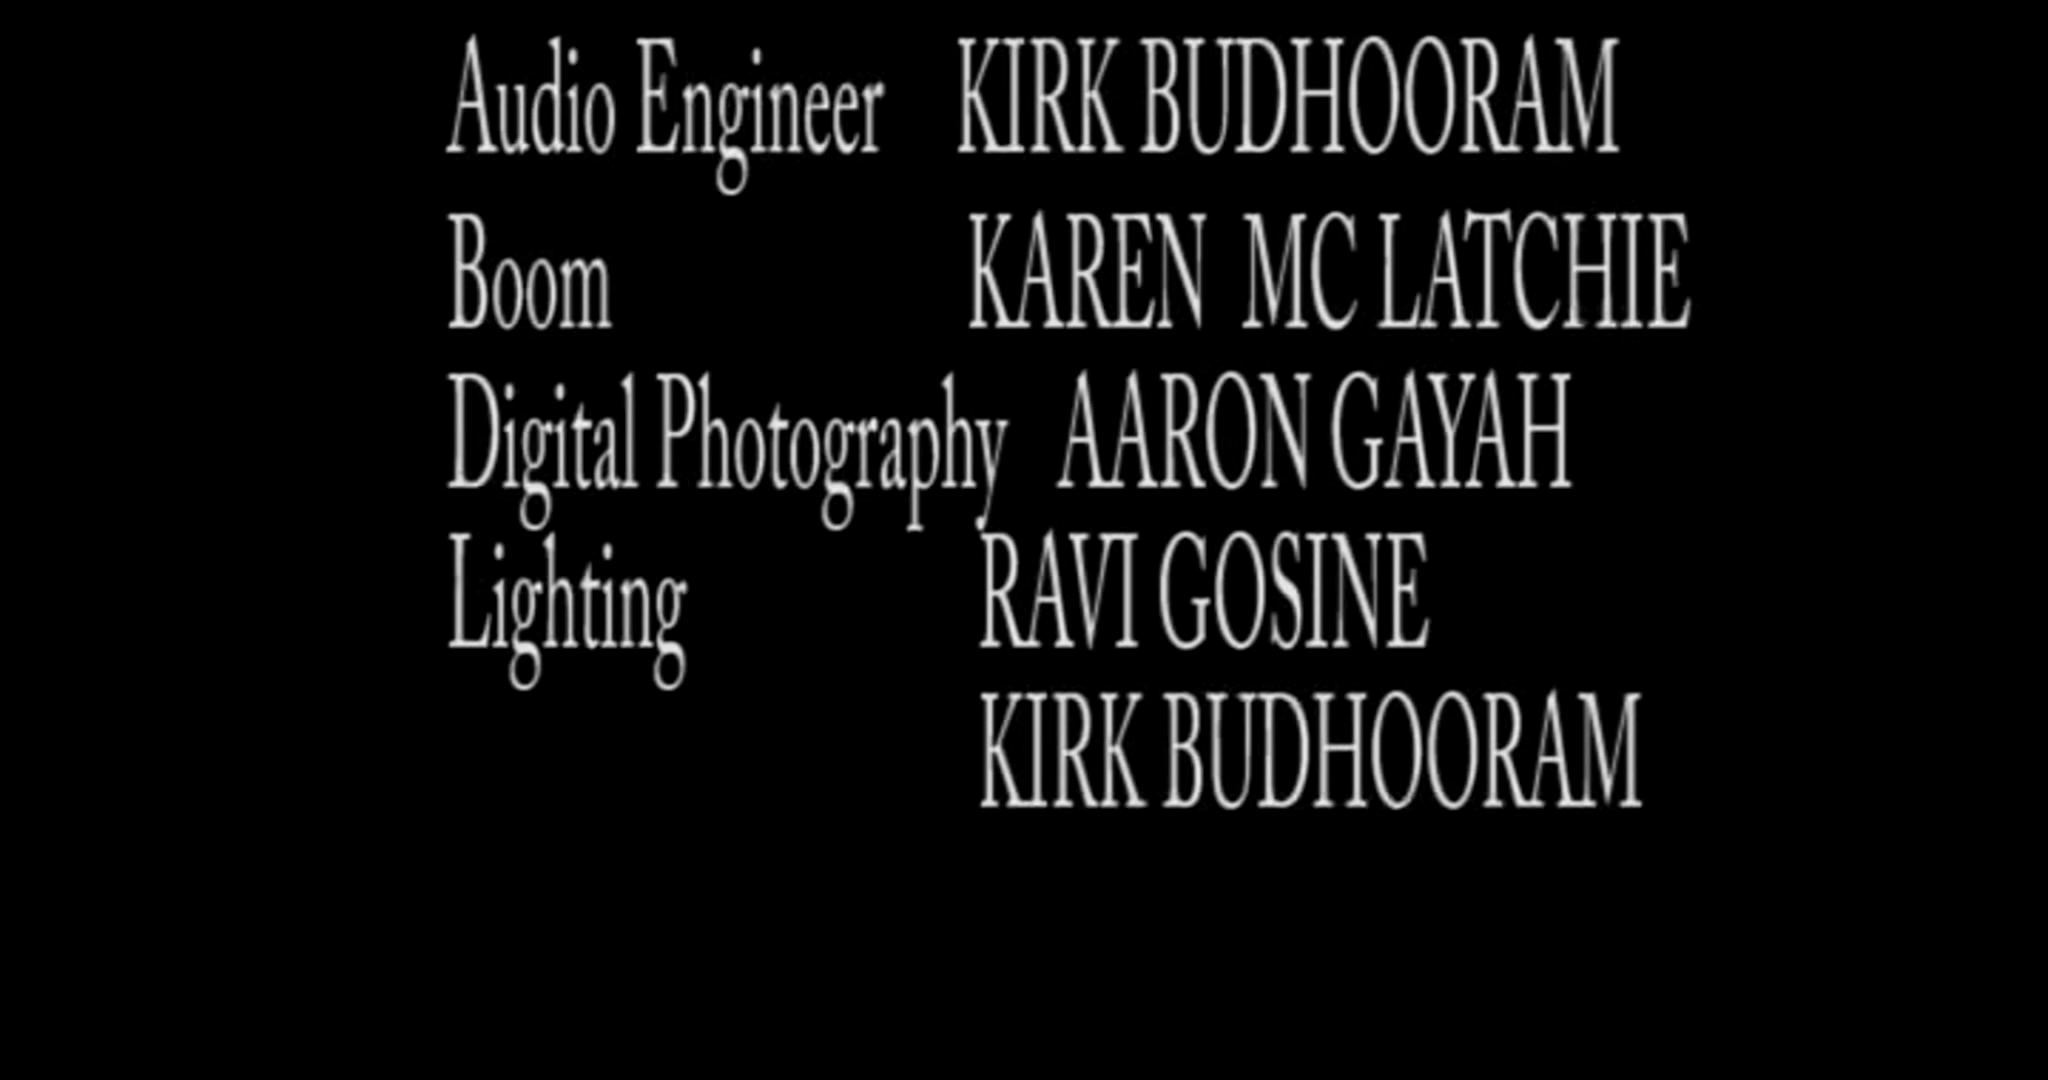 Audio Engineer KIRK BUDHOORAM
Boom KAREN MC LATCHIE
Digital Photography AARON GAYAH
Lighting RAVI GOSINE
KIRK BUDHOORAM